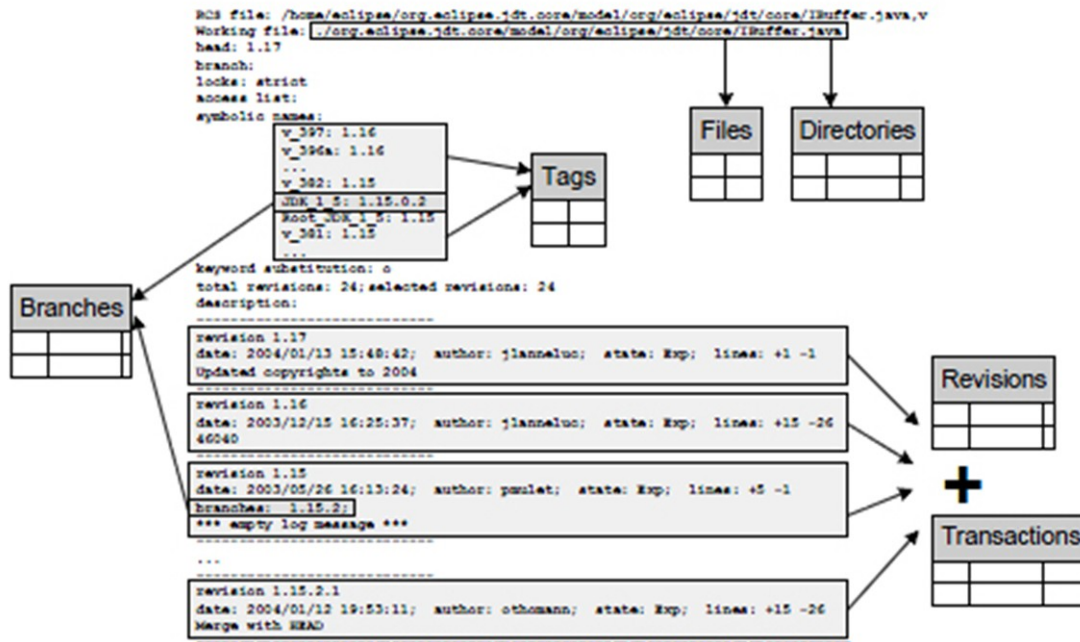 RCS file: /home/eclipse/org.eclipse.jdt.core/model/org/eclipse/jdt/core/IBuffer.java,v
Working file: ./org.eclipse.jdt.core/model/org/eclipse/jdt/core/IBuffer.java
head: 1.17
branch:
locks: strict
access list:
symbolic names:
v_397: 1.16
v_396a: 1.16
...
v_382: 1.15
JDK_1_5: 1.15.0.2
Root_JDK_1_5: 1.15
v_381: 1.15
...
Files
Directories
Tags
keyword substitution: o
total revisions: 24; selected revisions: 24
description:
Branches
----------------------------
revision 1.17
date: 2004/01/13 15:48:42; author: jlanneluc; state: Exp; lines: +1 -1
Updated copyrights to 2004
----------------------------
revision 1.16
date: 2003/12/15 16:25:37; author: jlanneluc; state: Exp; lines: +15 -26
46040
----------------------------
revision 1.15
date: 2003/05/26 16:13:24; author: pmulet; state: Exp; lines: +5 -1
branches: 1.15.2;
*** empty log message ***
----------------------------
...
----------------------------
revision 1.15.2.1
date: 2004/01/12 19:53:11; author: othomann; state: Exp; lines: +15 -26
Merge with HEAD
Revisions
+
Transactions